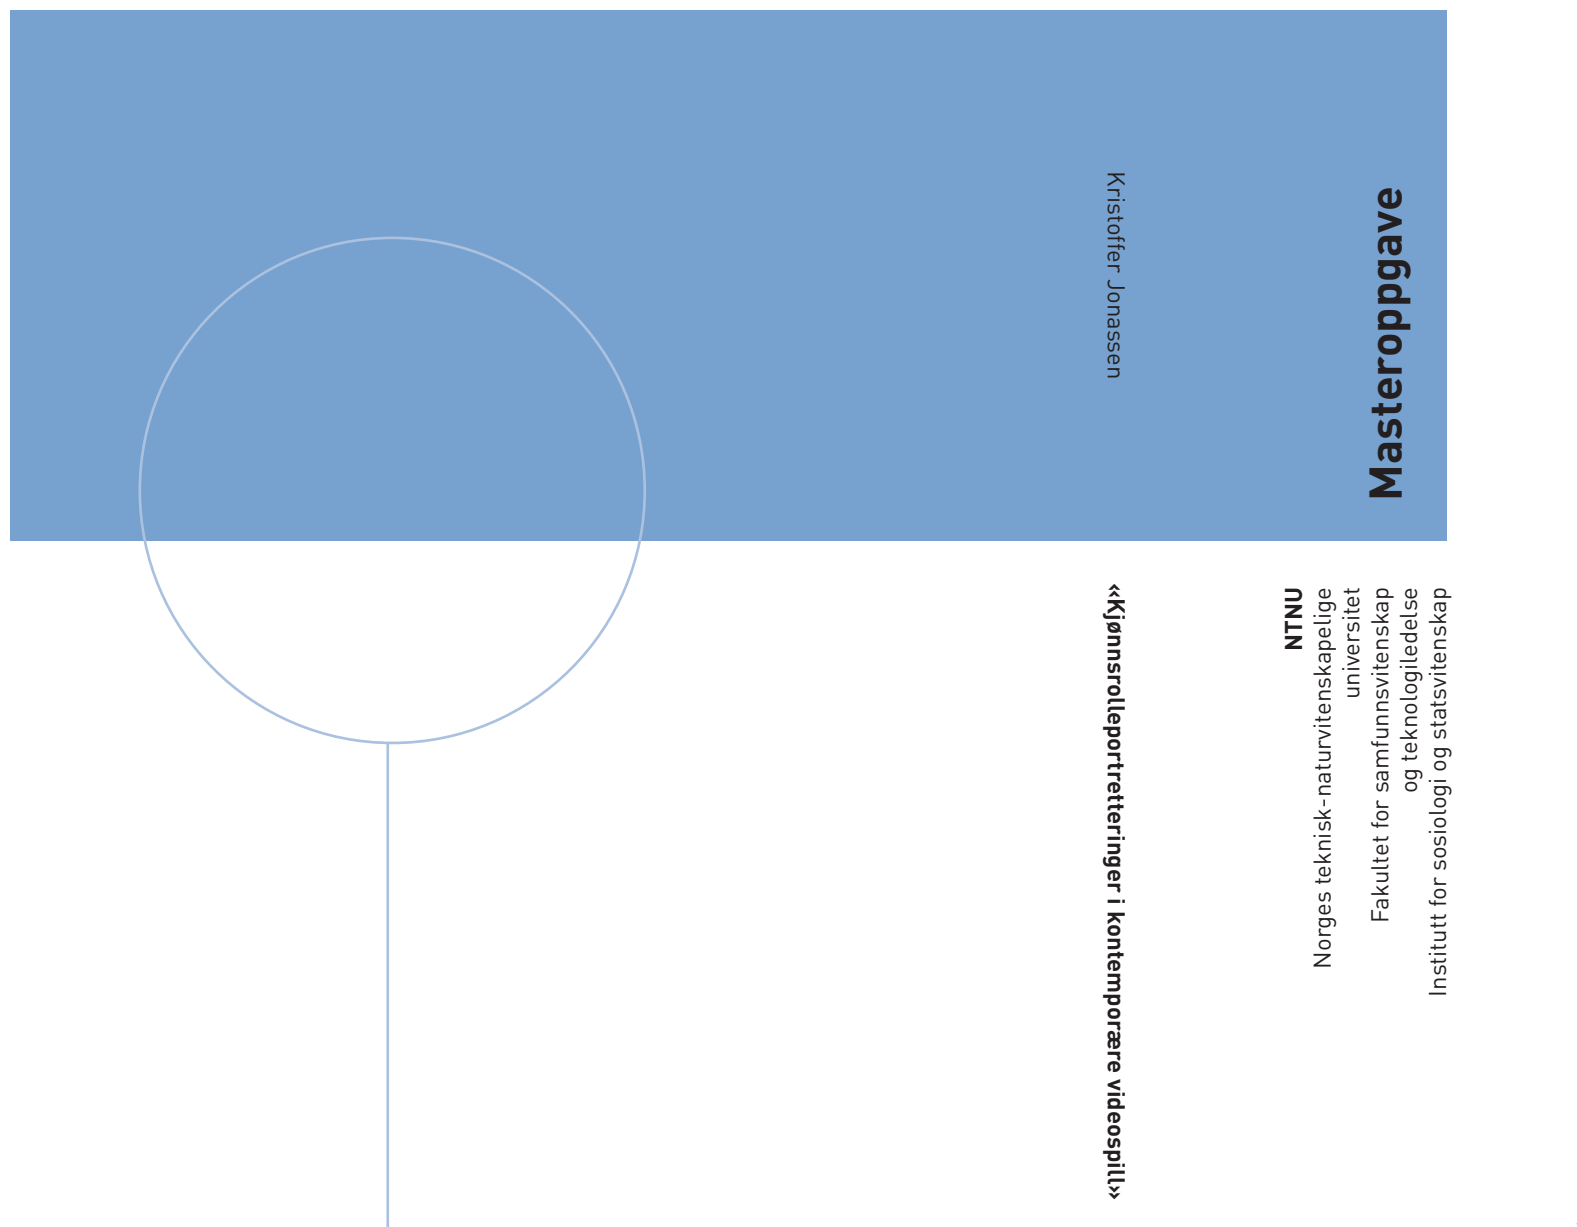 Masteroppgave
NTNU
Norges teknisk-naturvitenskapelige
universitet
Fakultet for samfunnsvitenskap
og teknologiledelse
Institutt for sosiologi og statsvitenskap
Kristoffer Jonassen
«Kjønnsrolleportretteringer i kontemporære videospill»